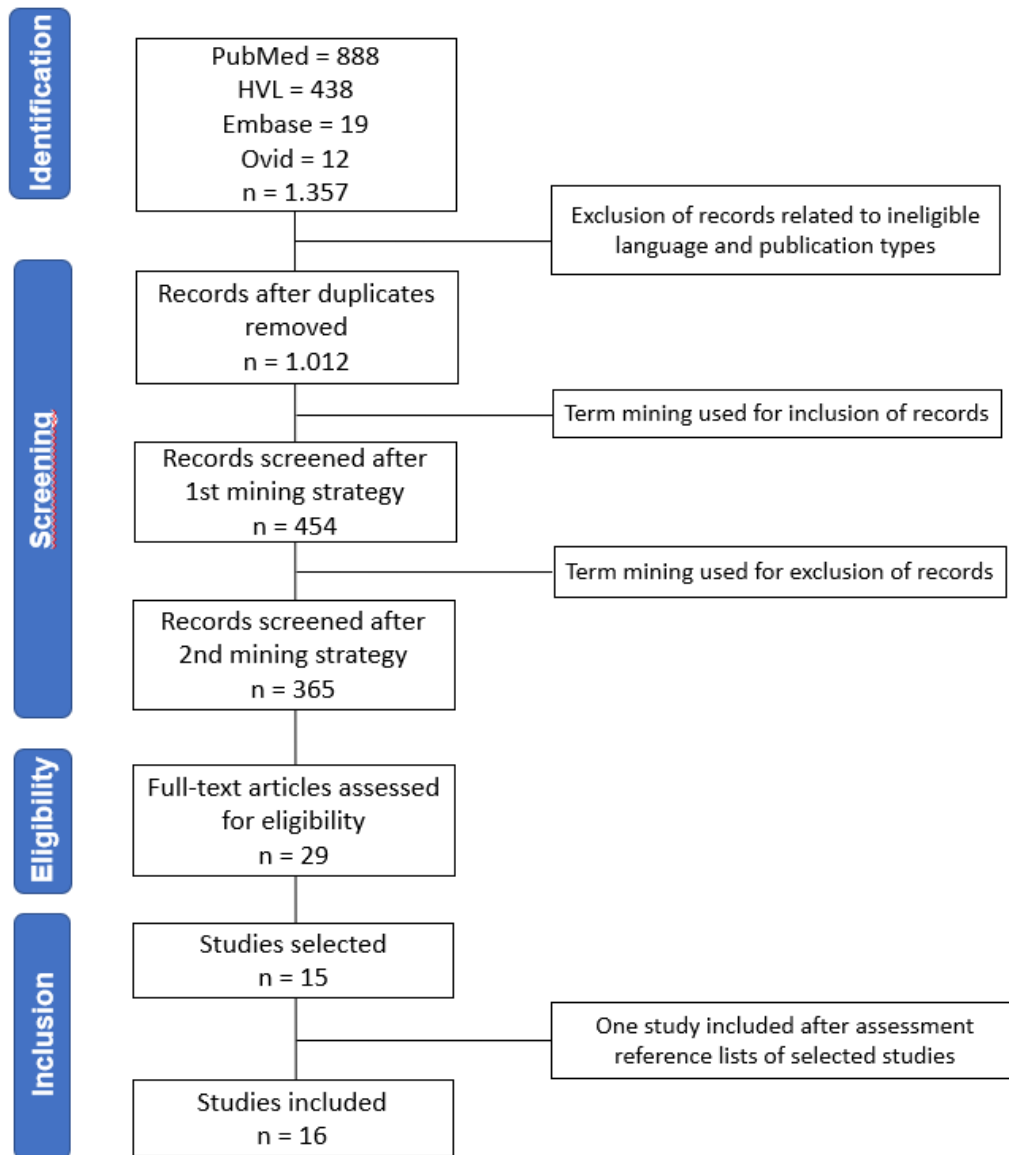 Identification
PubMed = 888
HVL = 438
Embase = 19
Ovid = 12
n = 1.357
Exclusion of records related to ineligible
language and publication types
Screening
Records after duplicates
removed
n = 1.012
Term mining used for inclusion of records
Records screened after
1st mining strategy
n = 454
Term mining used for exclusion of records
Records screened after
2nd mining strategy
n = 365
Eligibility
Full-text articles assessed
for eligibility
n = 29
Inclusion
Studies selected
n = 15
One study included after assessment
reference lists of selected studies
Studies included
n = 16